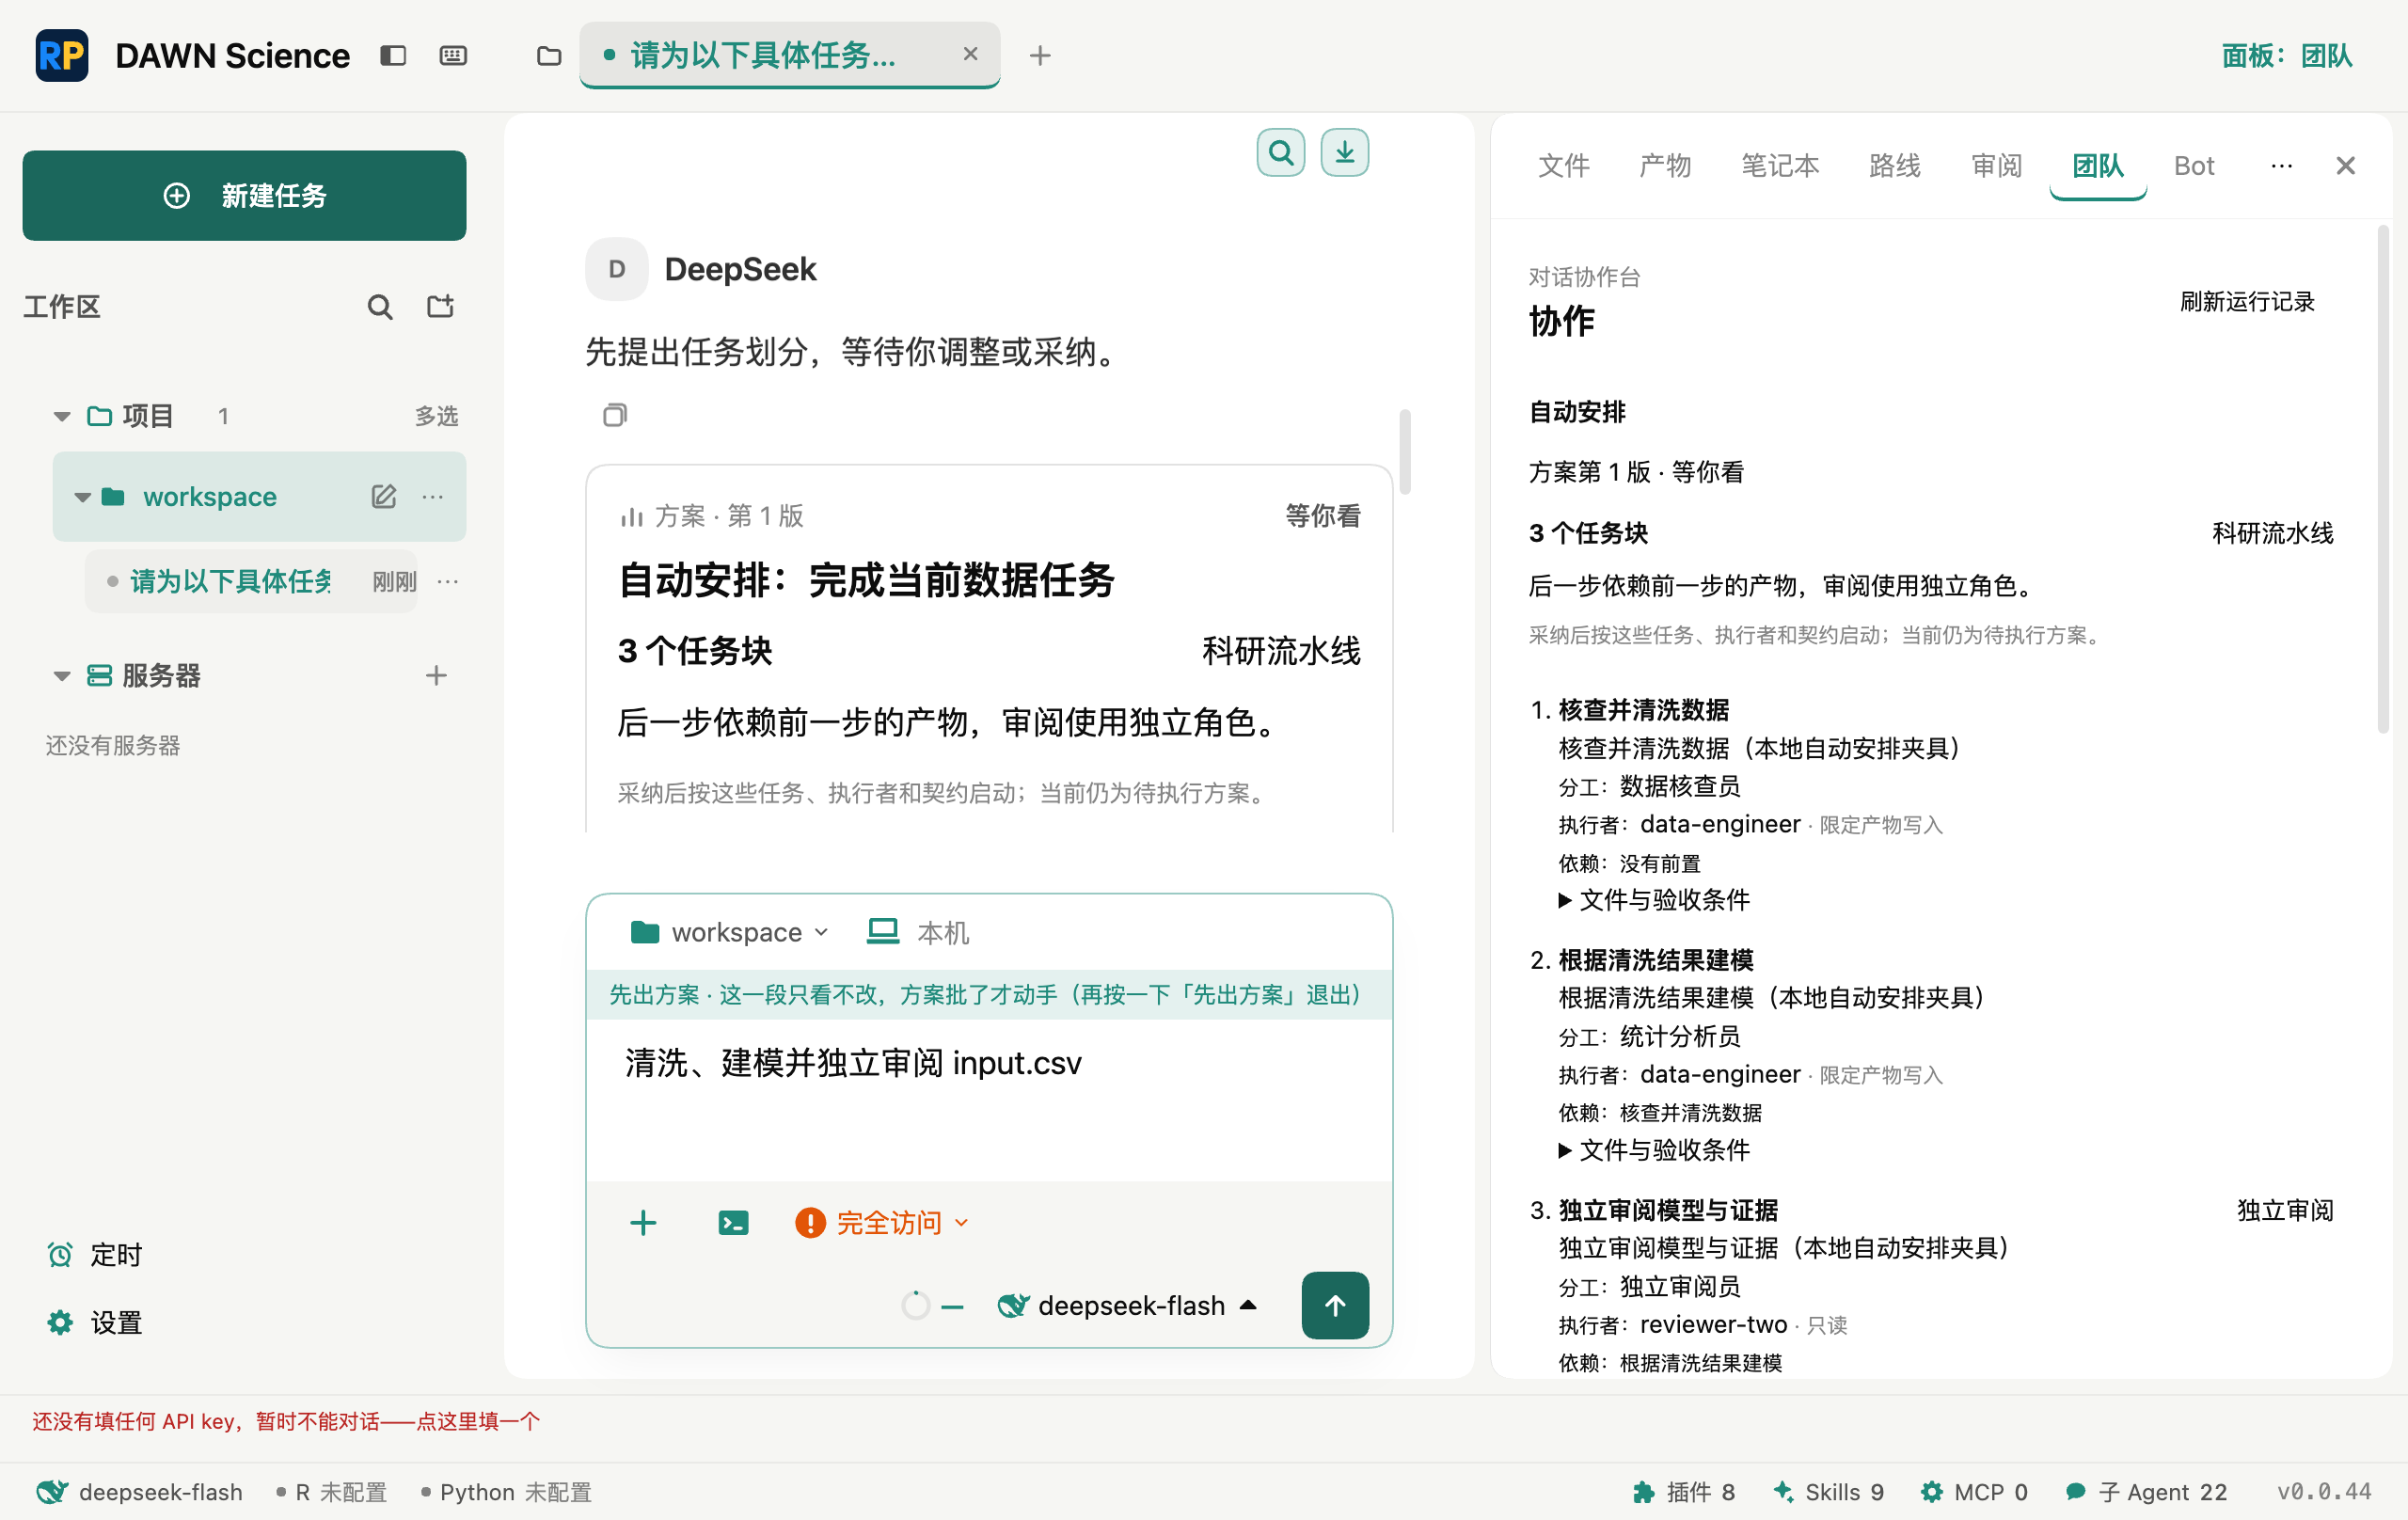 RP DAWN Science
请为以下具体任务...
面板：团队
新建任务
工作区
项目 1 多选
workspace
请为以下具体任务 刚刚
服务器
还没有服务器
定时
设置
D DeepSeek
先提出任务划分，等待你调整或采纳。
方案 · 第 1 版 等你看
自动安排：完成当前数据任务
3 个任务块 科研流水线
后一步依赖前一步的产物，审阅使用独立角色。
采纳后按这些任务、执行者和契约启动；当前仍为待执行方案。
workspace 本机
先出方案 · 这一段只看不改，方案批了才动手（再按一下「先出方案」退出）
清洗、建模并独立审阅 input.csv
完全访问
deepseek-flash
文件 产物 笔记本 路线 审阅 团队 Bot
对话协作台
协作
刷新运行记录
自动安排
方案第 1 版 · 等你看
3 个任务块 科研流水线
后一步依赖前一步的产物，审阅使用独立角色。
采纳后按这些任务、执行者和契约启动；当前仍为待执行方案。
1. 核查并清洗数据
核查并清洗数据（本地自动安排夹具）
分工：数据核查员
执行者：data-engineer · 限定产物写入
依赖：没有前置
文件与验收条件
2. 根据清洗结果建模
根据清洗结果建模（本地自动安排夹具）
分工：统计分析员
执行者：data-engineer · 限定产物写入
依赖：核查并清洗数据
文件与验收条件
3. 独立审阅模型与证据 独立审阅
独立审阅模型与证据（本地自动安排夹具）
分工：独立审阅员
执行者：reviewer-two · 只读
依赖：根据清洗结果建模
还没有填任何 API key，暂时不能对话——点这里填一个
deepseek-flash R 未配置 Python 未配置
插件 8 Skills 9 MCP 0 子 Agent 22 v0.0.44